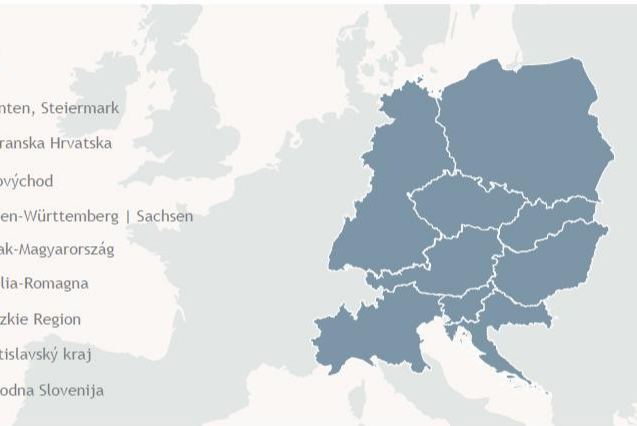 nten, Steiermark
ranska Hrvatska
ovýchod
en-Württemberg | Sachsen
ak-Magyarország
lia-Romagna
zkie Region
tislavský kraj
odna Slovenija